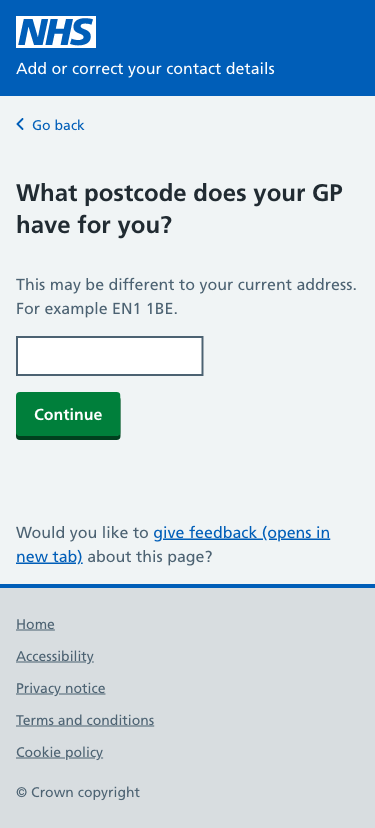 NHS
Add or correct your contact details
Go back
What postcode does your GP
have for you?
This may be different to your current address.
For example EN1 1BE.
Continue
Would you like to give feedback (opens in
new tab) about this page?
Home
Accessibility
Privacy notice
Terms and conditions
Cookie policy
© Crown copyright